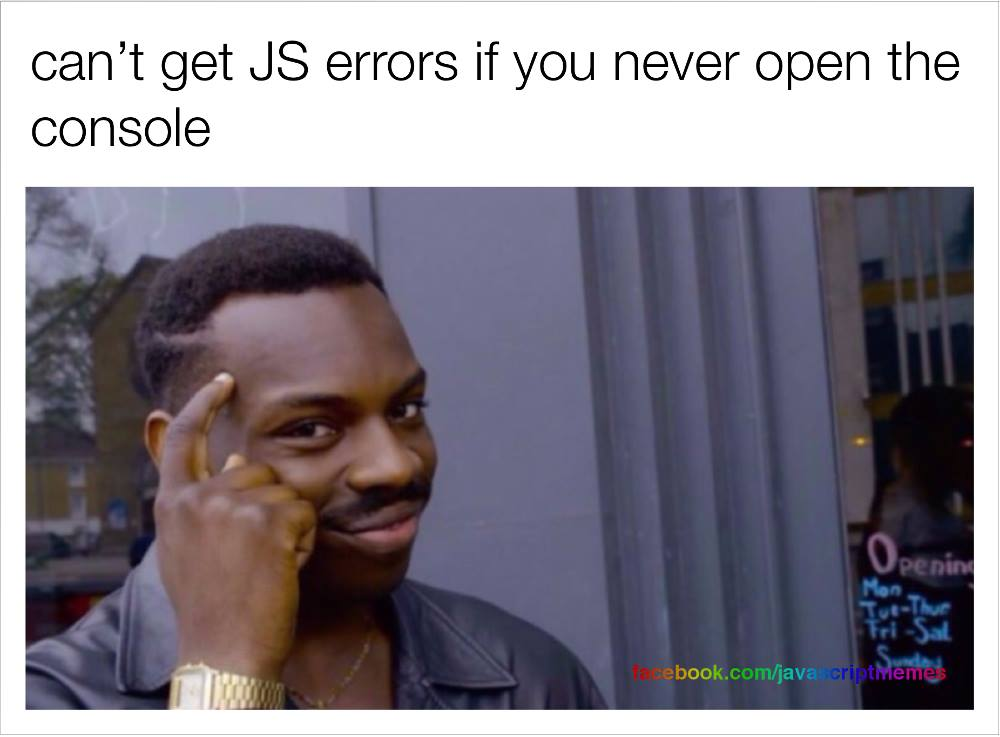 can’t get JS errors if you never open the
console
Opening
Mon
Tue-Thur
Fri -Sat
Sunday
facebook.com/javascriptmemes